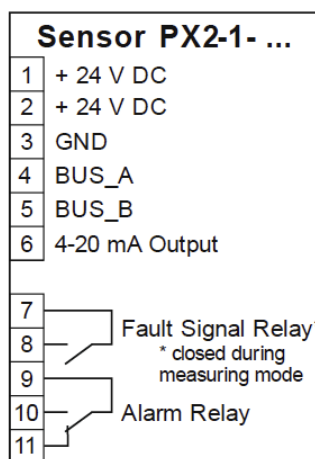 Sensor PX2-1- ...
1 + 24 V DC
2 + 24 V DC
3 GND
4 BUS_A
5 BUS_B
6 4-20 mA Output
7
Fault Signal Relay*
8
* closed during
9
measuring mode
10 Alarm Relay
11